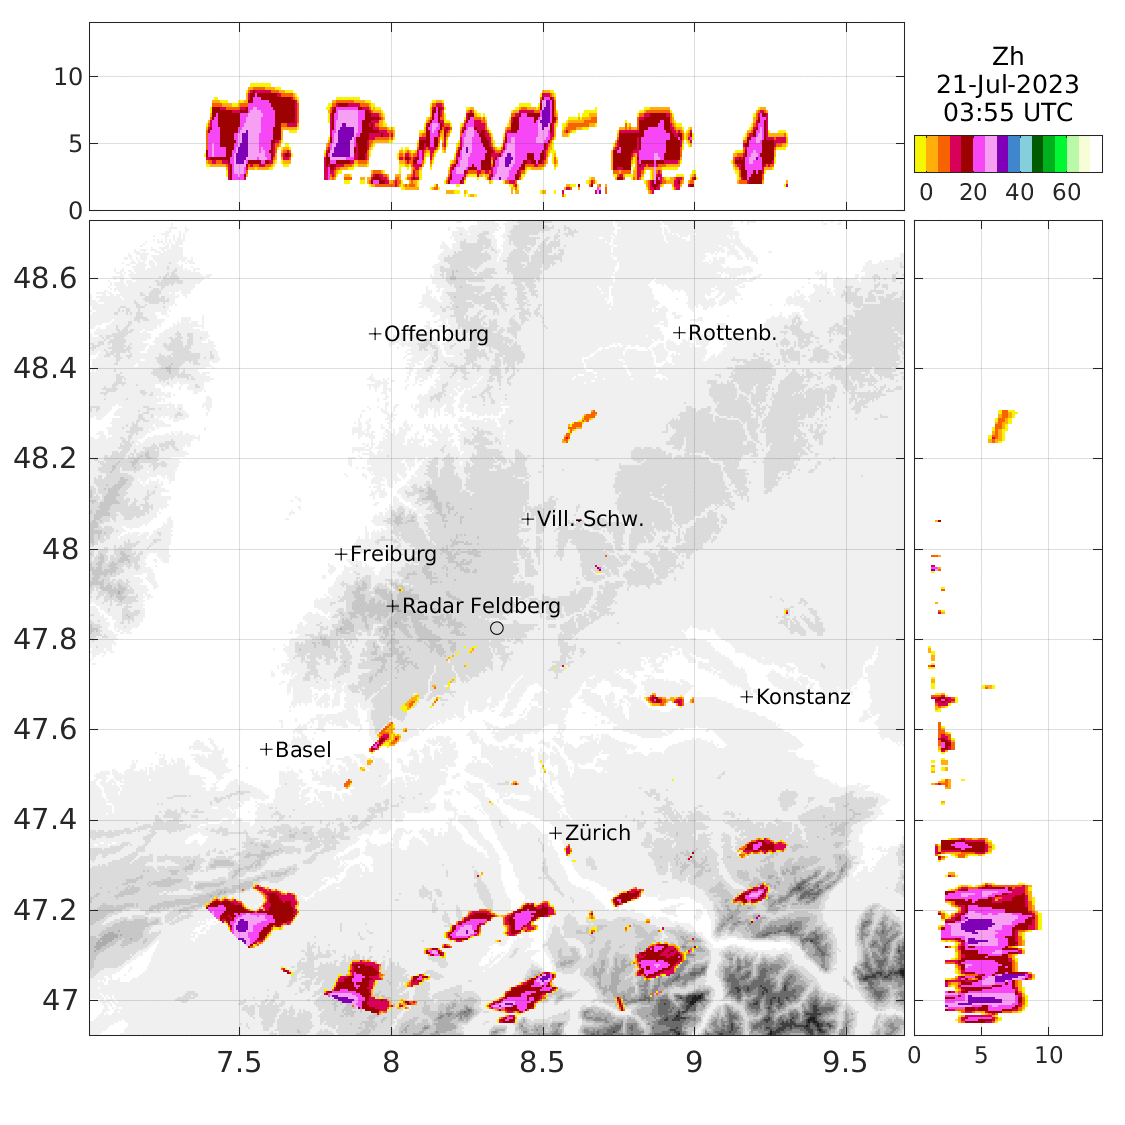 Zh
21-Jul-2023
03:55 UTC
0 20 40 60
10
5
0
48.6
48.4
48.2
48
47.8
47.6
47.4
47.2
47
Offenburg
Rottenb.
Vill.-Schw.
Freiburg
Radar Feldberg
Konstanz
Basel
Zürich
7.5 8 8.5 9 9.5
0 5 10